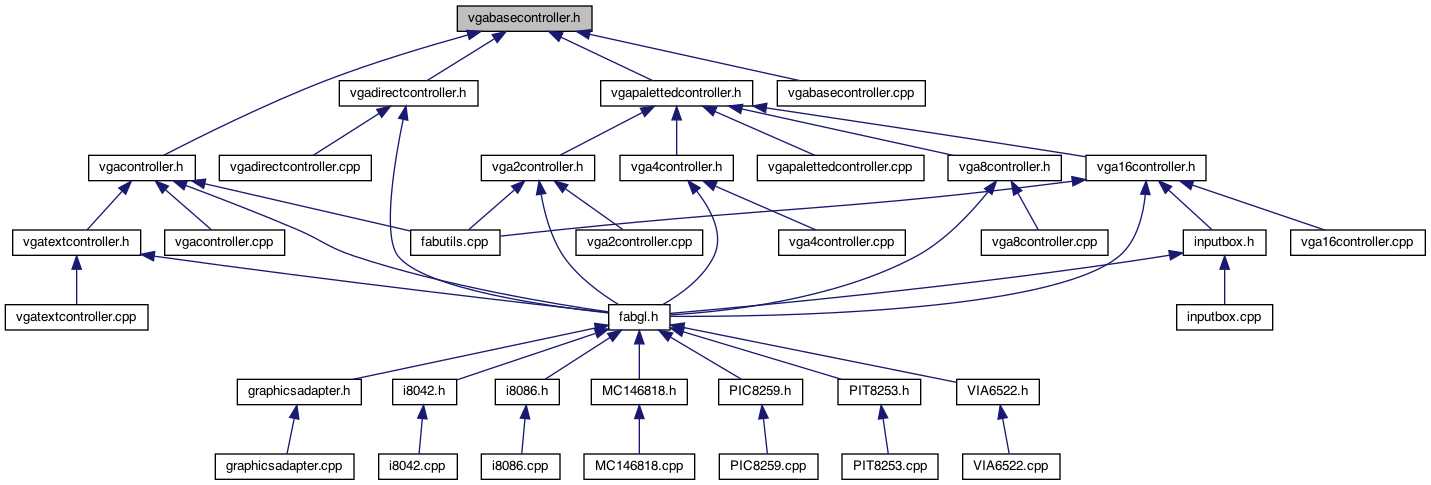 vgabasecontroller.h
vgadirectcontroller.h
vgapalettedcontroller.h
vgabasecontroller.cpp
vgacontroller.h
vgadirectcontroller.cpp
vga2controller.h
vga4controller.h
vgapalettedcontroller.cpp
vga8controller.h
vga16controller.h
vgatextcontroller.h
vgacontroller.cpp
fabutils.cpp
vga2controller.cpp
vga4controller.cpp
vga8controller.cpp
inputbox.h
vga16controller.cpp
vgatextcontroller.cpp
fabgl.h
inputbox.cpp
graphicsadapter.h
i8042.h
i8086.h
MC146818.h
PIC8259.h
PIT8253.h
VIA6522.h
graphicsadapter.cpp
i8042.cpp
i8086.cpp
MC146818.cpp
PIC8259.cpp
PIT8253.cpp
VIA6522.cpp